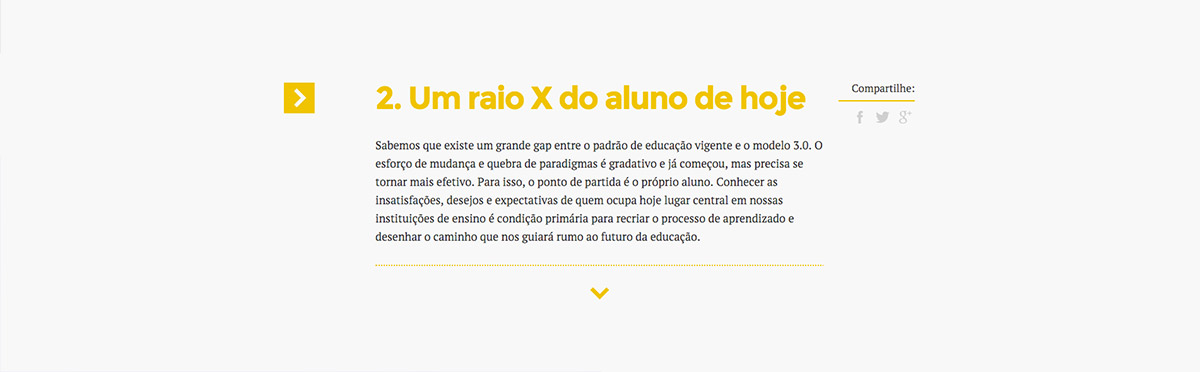 2. Um raio X do aluno de hoje
Compartilhe:
Sabemos que existe um grande gap entre o padrão de educação vigente e o modelo 3.0. O
esforço de mudança e quebra de paradigmas é gradativo e já começou, mas precisa se
tornar mais efetivo. Para isso, o ponto de partida é o próprio aluno. Conhecer as
insatisfações, desejos e expectativas de quem ocupa hoje lugar central em nossas
instituições de ensino é condição primária para recriar o processo de aprendizado e
desenhar o caminho que nos guiará rumo ao futuro da educação.